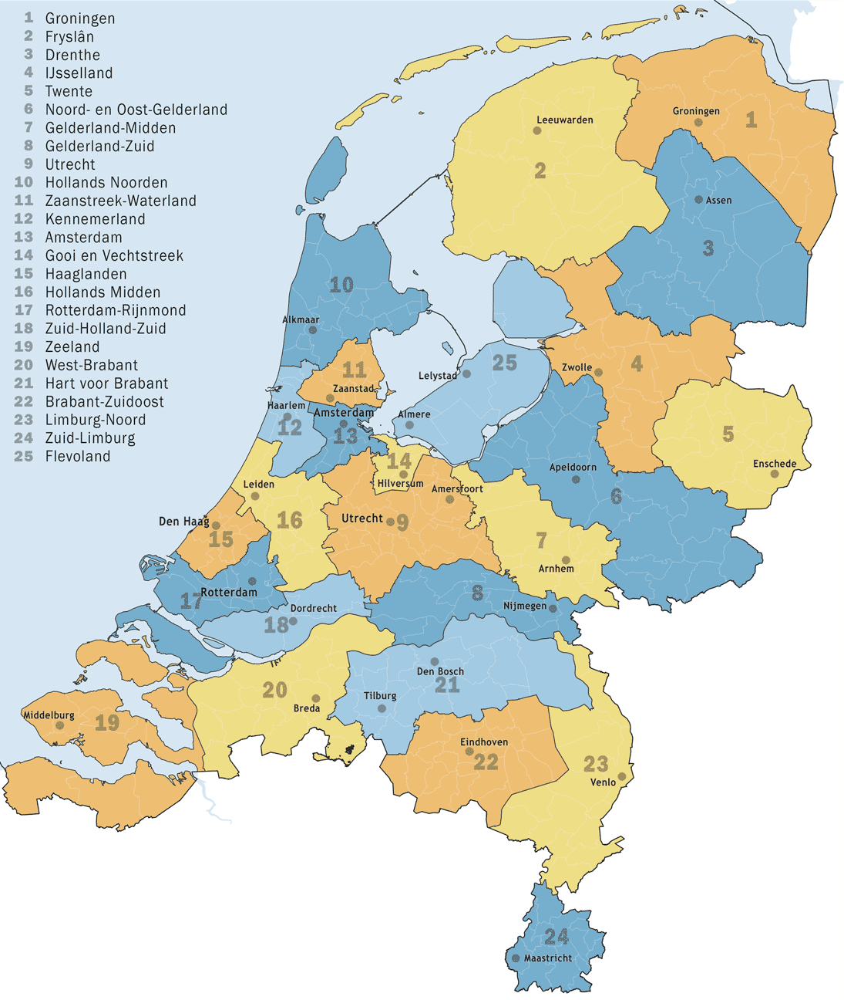 1 Groningen
2 Fryslân
3 Drenthe
4 IJsselland
5 Twente
6 Noord- en Oost-Gelderland
7 Gelderland-Midden
8 Gelderland-Zuid
9 Utrecht
10 Hollands Noorden
11 Zaanstreek-Waterland
12 Kennemerland
13 Amsterdam
14 Gooi en Vechtstreek
15 Haaglanden
16 Hollands Midden
17 Rotterdam-Rijnmond
18 Zuid-Holland-Zuid
19 Zeeland
20 West-Brabant
21 Hart voor Brabant
22 Brabant-Zuidoost
23 Limburg-Noord
24 Zuid-Limburg
25 Flevoland
Groningen
1
Leeuwarden
2
Assen
3
10
Alkmaar
11
Zaanstad
25
Lelystad
Zwolle
4
Haarlem
12
Amsterdam
13
Almere
5
Enschede
14
Hilversum
Apeldoorn
6
Leiden
Amersfoort
Den Haag
15
16
Utrecht
9
7
Arnhem
17
Rotterdam
8
Nijmegen
Dordrecht
18
Den Bosch
21
20
Breda
Tilburg
Middelburg
19
Eindhoven
22
23
Venlo
24
Maastricht